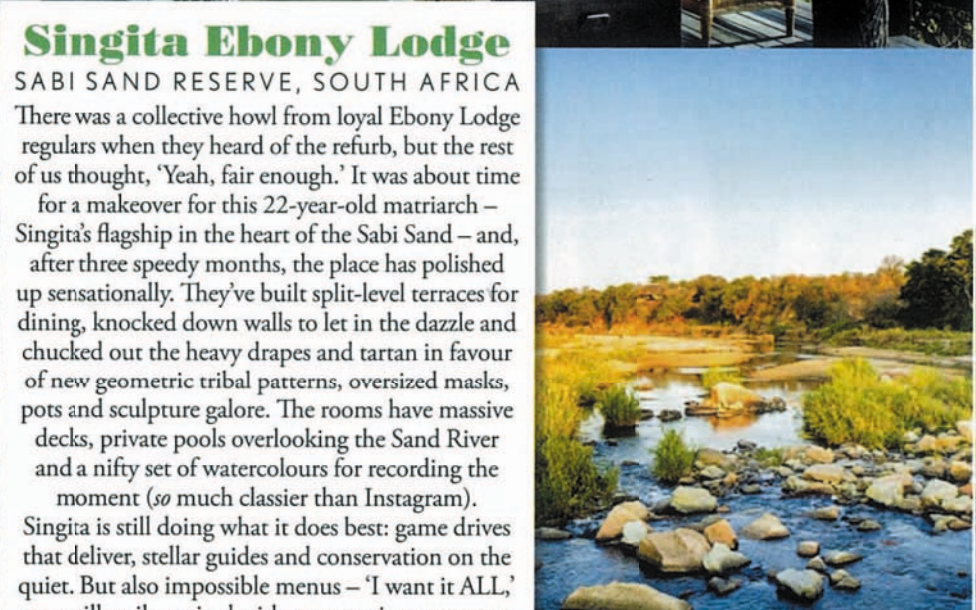 Singita Ebony Lodge
SABI SAND RESERVE, SOUTH AFRICA
There was a collective howl from loyal Ebony Lodge
regulars when they heard of the refurb, but the rest
of us thought, ‘Yeah, fair enough.’ It was about time
for a makeover for this 22-year-old matriarch –
Singita’s flagship in the heart of the Sabi Sand – and,
after three speedy months, the place has polished
up sensationally. They’ve built split-level terraces for
dining, knocked down walls to let in the dazzle and
chucked out the heavy drapes and tartan in favour
of new geometric tribal patterns, oversized masks,
pots and sculpture galore. The rooms have massive
decks, private pools overlooking the Sand River
and a nifty set of watercolours for recording the
moment (so much classier than Instagram).
Singita is still doing what it does best: game drives
that deliver, stellar guides and conservation on the
quiet. But also impossible menus – ‘I want it ALL,’